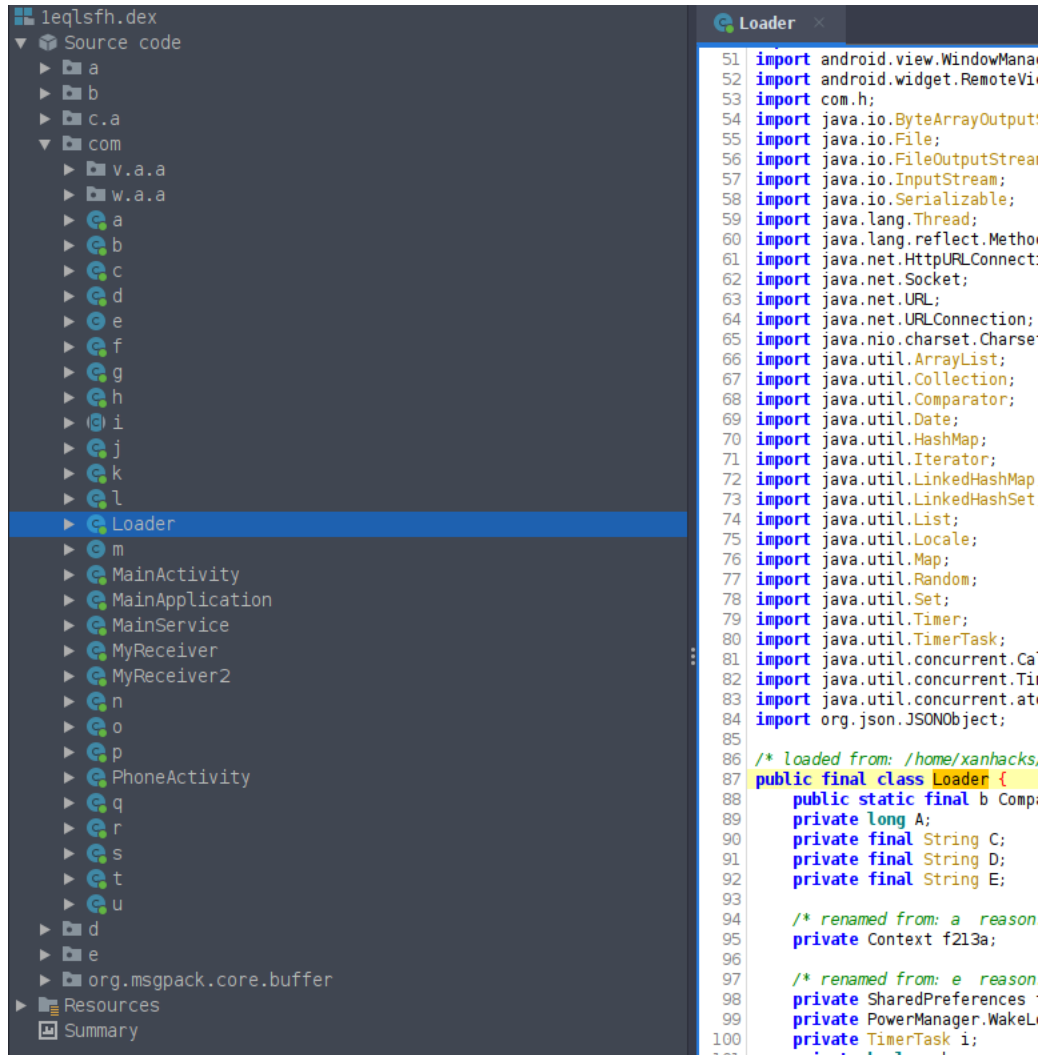 1eqlsfh.dex
Source code
a
b
c.a
com
v.a.a
w.a.a
a
b
c
d
e
f
g
h
i
j
k
l
Loader
m
MainActivity
MainApplication
MainService
MyReceiver
MyReceiver2
n
o
p
PhoneActivity
q
r
s
t
u
d
e
org.msgpack.core.buffer
Resources
Summary
Loader
51 import android.view.WindowMana
52 import android.widget.RemoteVi
53 import com.h;
54 import java.io.ByteArrayOutputS
55 import java.io.File;
56 import java.io.FileOutputStream
57 import java.io.InputStream;
58 import java.io.Serializable;
59 import java.lang.Thread;
60 import java.lang.reflect.Metho
61 import java.net.HttpURLConnecti
62 import java.net.Socket;
63 import java.net.URL;
64 import java.net.URLConnection;
65 import java.nio.charset.Charset
66 import java.util.ArrayList;
67 import java.util.Collection;
68 import java.util.Comparator;
69 import java.util.Date;
70 import java.util.HashMap;
71 import java.util.Iterator;
72 import java.util.LinkedHashMap
73 import java.util.LinkedHashSet
74 import java.util.List;
75 import java.util.Locale;
76 import java.util.Map;
77 import java.util.Random;
78 import java.util.Set;
79 import java.util.Timer;
80 import java.util.TimerTask;
81 import java.util.concurrent.Cal
82 import java.util.concurrent.Tim
83 import java.util.concurrent.ato
84 import org.json.JSONObject;
85
86 /* loaded from: /home/xanhacks/
87 public final class Loader {
88 public static final b Compa
89 private long A;
90 private final String C;
91 private final String D;
92 private final String E;
93
94 /* renamed from: a reason
95 private Context f213a;
96
97 /* renamed from: e reason
98 private SharedPreferences
99 private PowerManager.WakeLo
100 private TimerTask i;